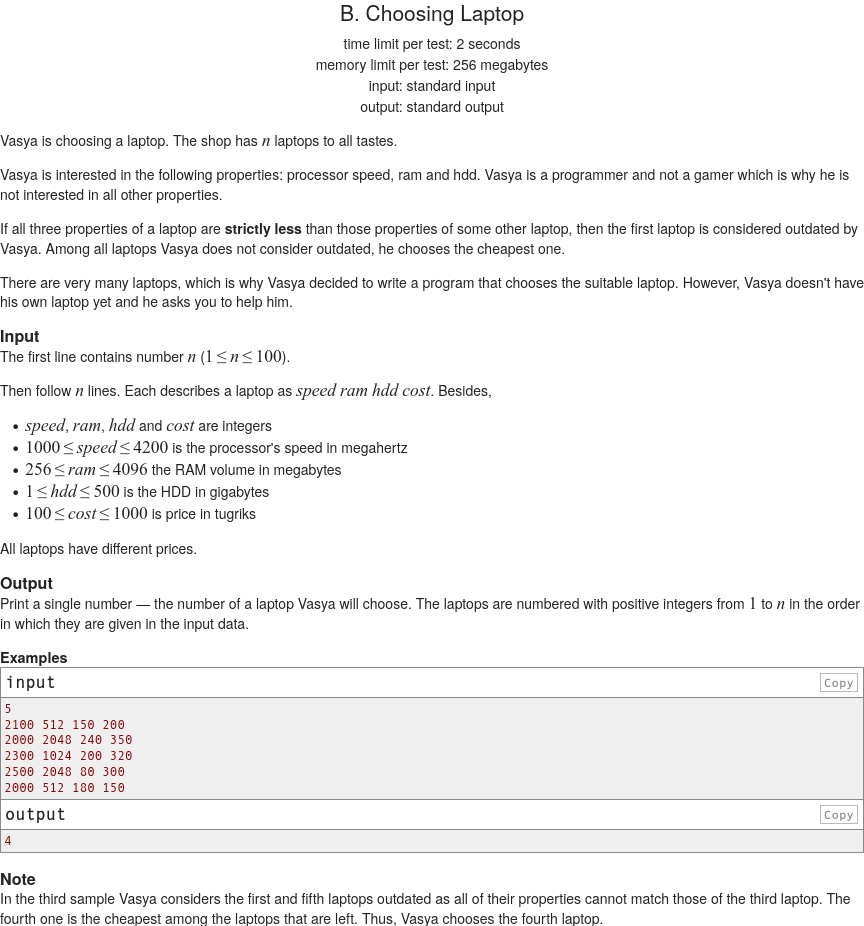 B. Choosing Laptop
time limit per test: 2 seconds
memory limit per test: 256 megabytes
input: standard input
output: standard output
Vasya is choosing a laptop. The shop has n laptops to all tastes.
Vasya is interested in the following properties: processor speed, ram and hdd. Vasya is a programmer and not a gamer which is why he is
not interested in all other properties.
If all three properties of a laptop are strictly less than those properties of some other laptop, then the first laptop is considered outdated by
Vasya. Among all laptops Vasya does not consider outdated, he chooses the cheapest one.
There are very many laptops, which is why Vasya decided to write a program that chooses the suitable laptop. However, Vasya doesn't have
his own laptop yet and he asks you to help him.
Input
The first line contains number n (1 ≤ n ≤ 100).
Then follow n lines. Each describes a laptop as speed ram hdd cost. Besides,
• speed, ram, hdd and cost are integers
• 1000 ≤ speed ≤ 4200 is the processor's speed in megahertz
• 256 ≤ ram ≤ 4096 the RAM volume in megabytes
• 1 ≤ hdd ≤ 500 is the HDD in gigabytes
• 100 ≤ cost ≤ 1000 is price in tugriks
All laptops have different prices.
Output
Print a single number — the number of a laptop Vasya will choose. The laptops are numbered with positive integers from 1 to n in the order
in which they are given in the input data.
Examples
input Copy
5
2100 512 150 200
2000 2048 240 350
2300 1024 200 320
2500 2048 80 300
2000 512 180 150
output Copy
4
Note
In the third sample Vasya considers the first and fifth laptops outdated as all of their properties cannot match those of the third laptop. The
fourth one is the cheapest among the laptops that are left. Thus, Vasya chooses the fourth laptop.